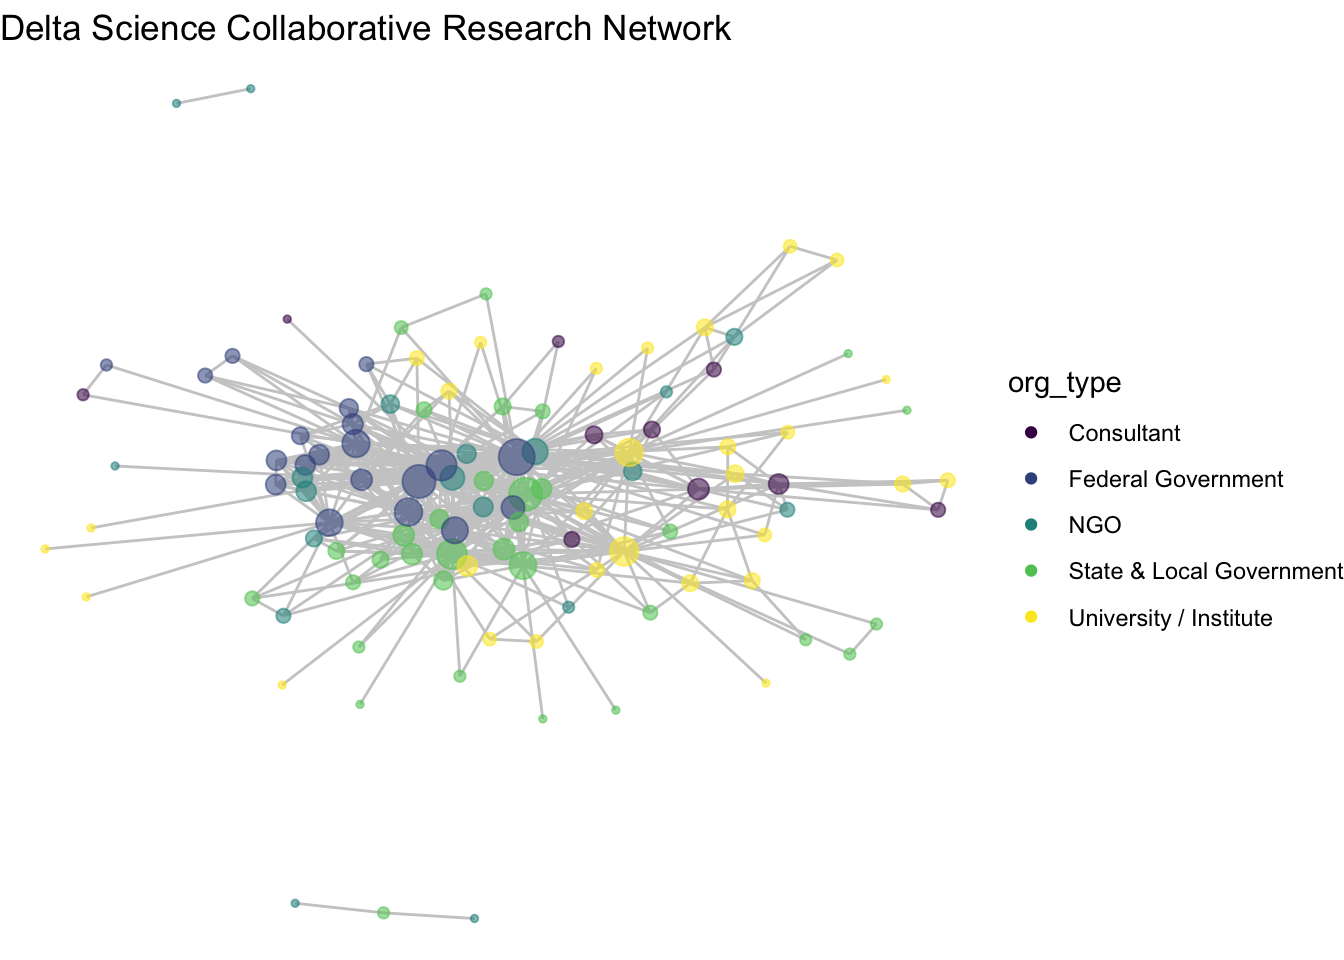 Delta Science Collaborative Research Network
org_type
Consultant
Federal Government
NGO
State & Local Government
University / Institute